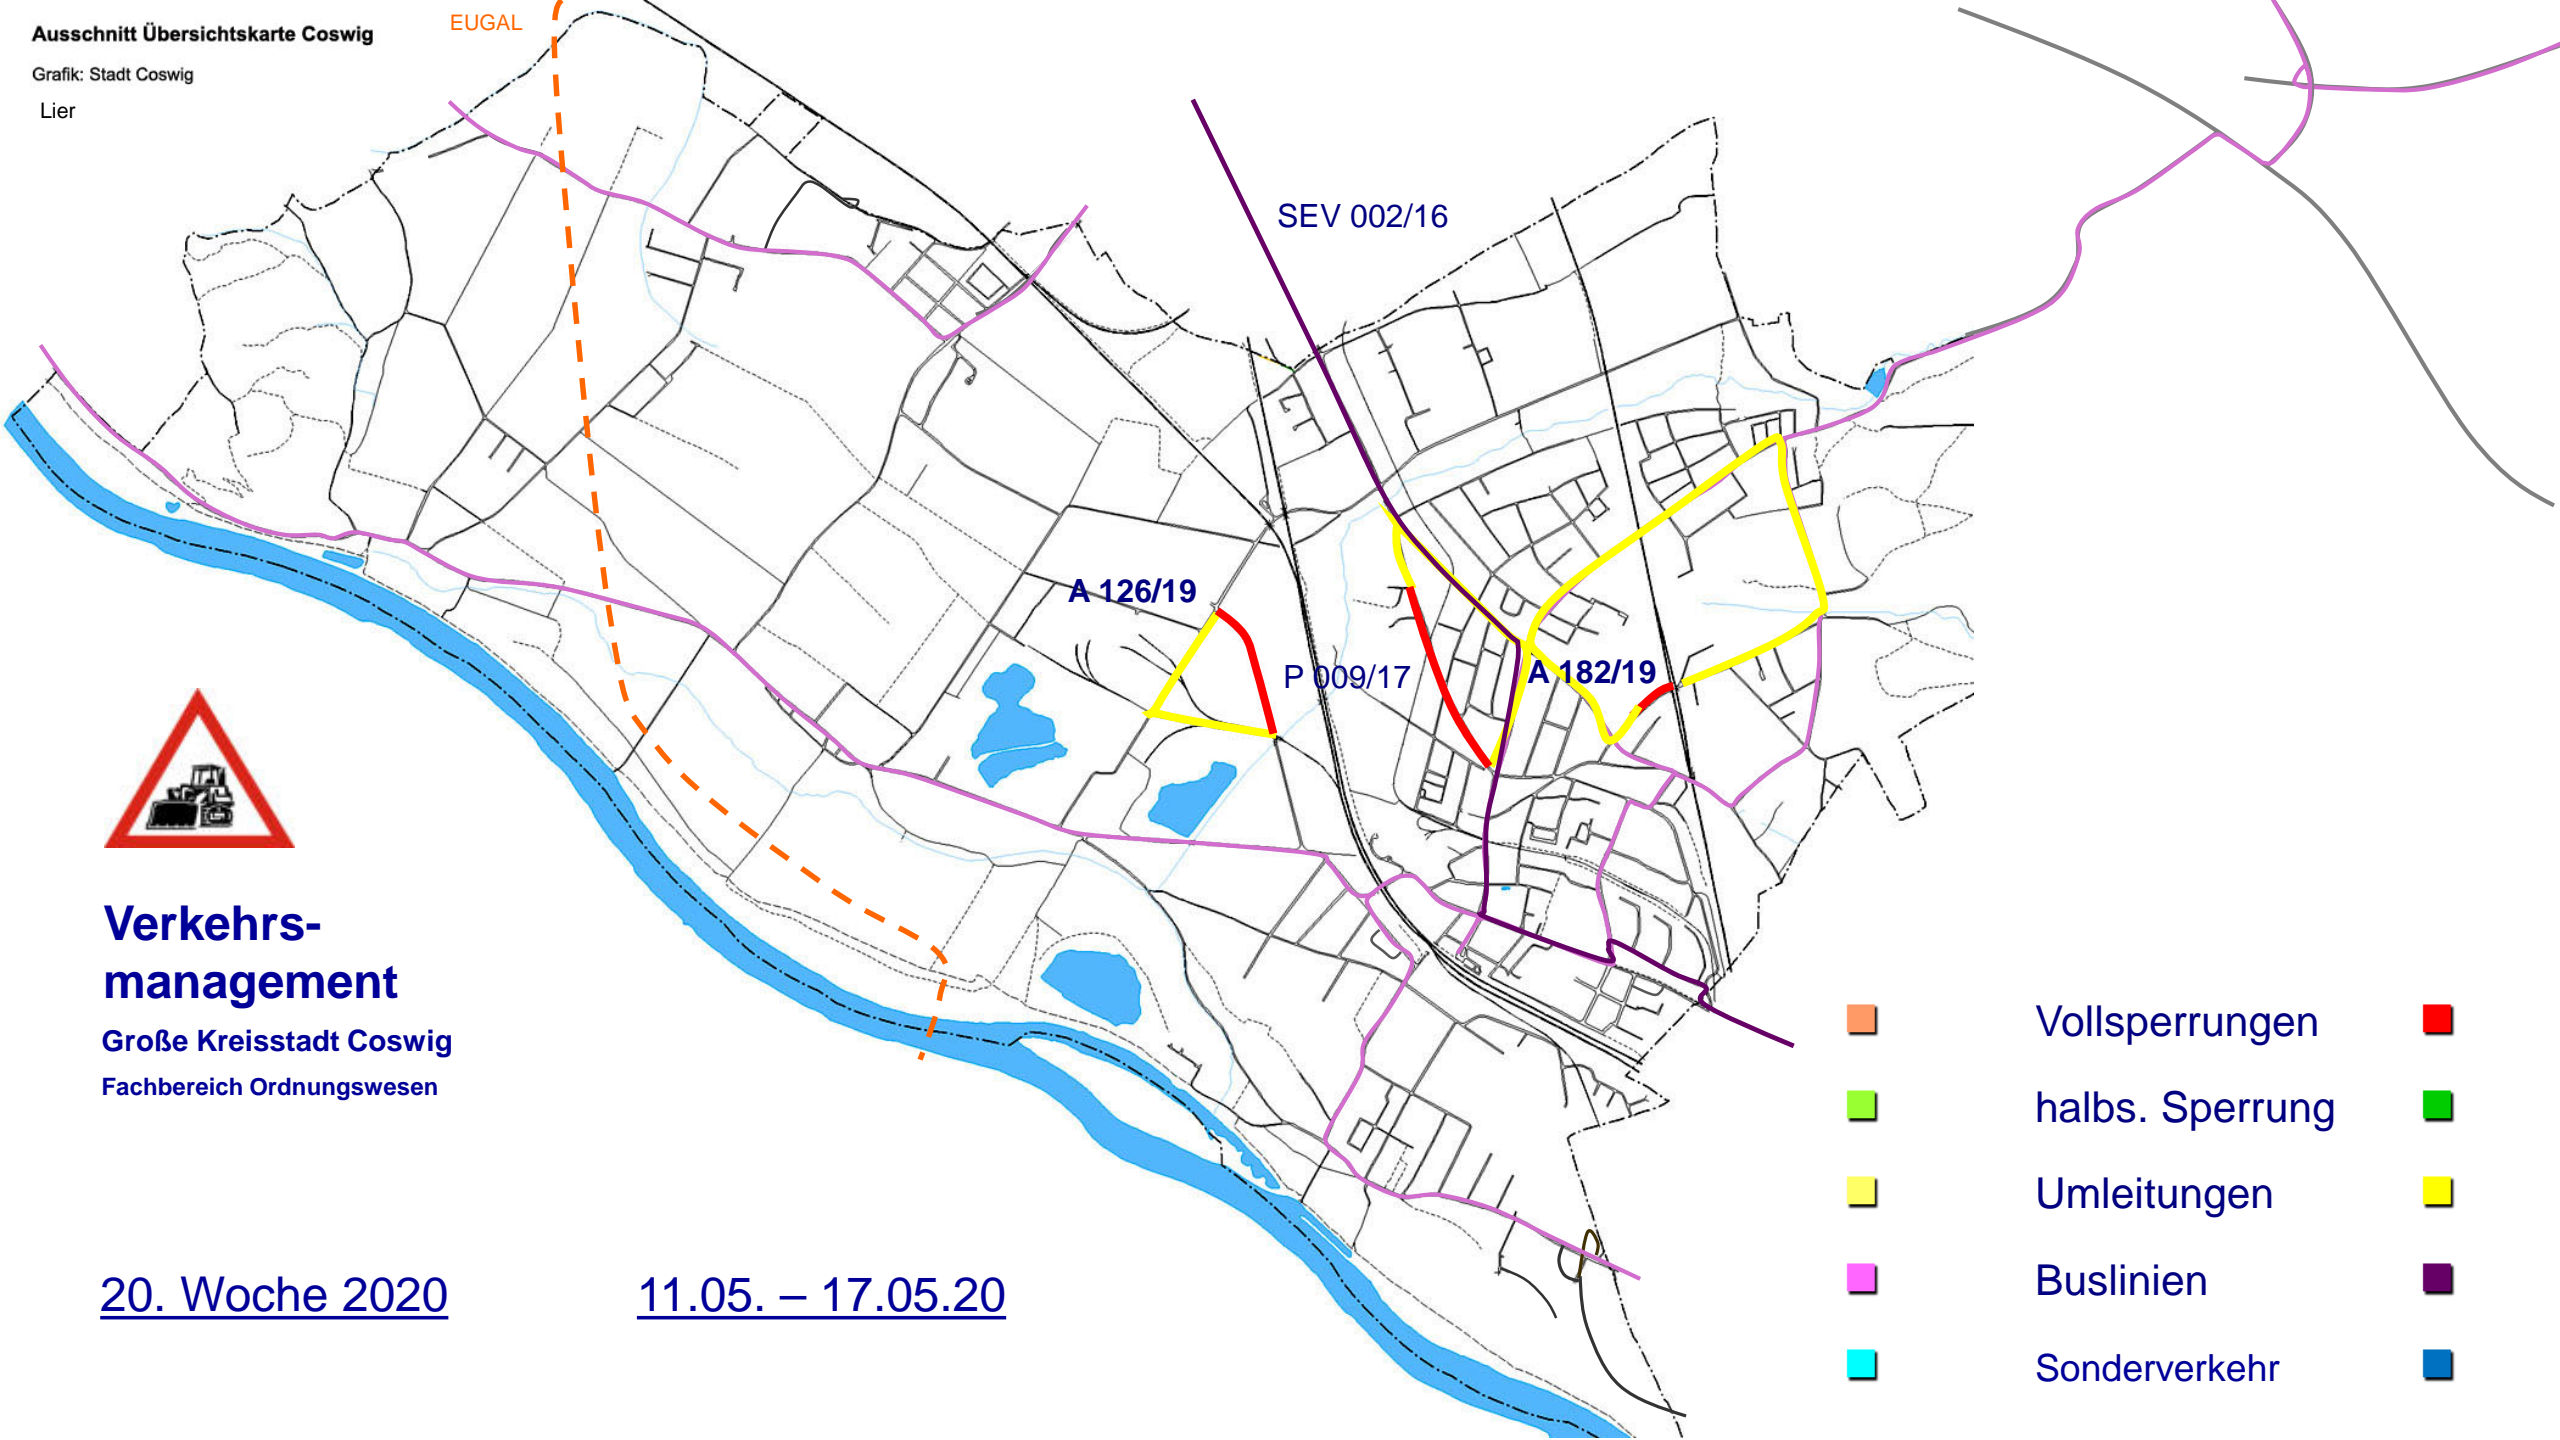 Ausschnitt Übersichtskarte Coswig
Grafik: Stadt Coswig
Lier
EUGAL
SEV 002/16
A 126/19
P 009/17
A 182/19
Verkehrs-
management
Große Kreisstadt Coswig
Fachbereich Ordnungswesen
20. Woche 2020
11.05. – 17.05.20
Vollsperrungen
halbs. Sperrung
Umleitungen
Buslinien
Sonderverkehr